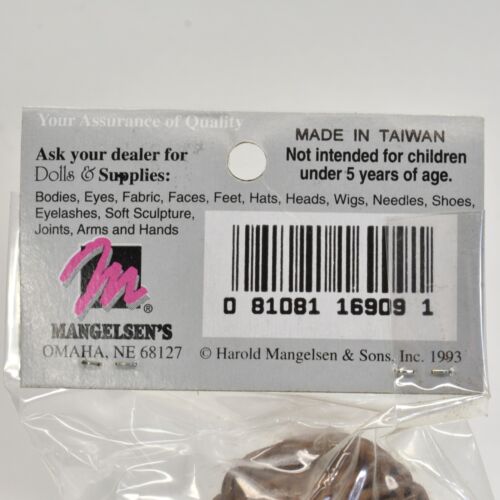 Your Assurance of Quality
MADE IN TAIWAN
Ask your dealer for
Dolls & Supplies:
Not intended for children
under 5 years of age.
Bodies, Eyes, Fabric, Faces, Feet, Hats, Heads, Wigs, Needles, Shoes,
Eyelashes, Soft Sculpture,
Joints, Arms and Hands
m®
MANGELSEN'S
OMAHA, NE 68127
0 81081 16909 1
© Harold Mangelsen & Sons, Inc. 1993